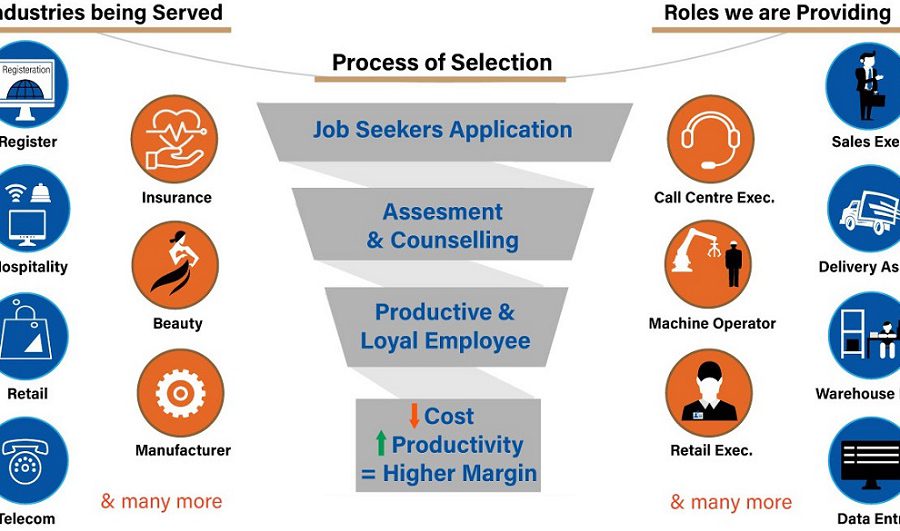 ndustries being Served
Registeration
Register
Hospitality
Retail
Telecom
Insurance
Beauty
Manufacturer
& many more
Process of Selection
Job Seekers Application
Assesment
& Counselling
Productive &
Loyal Employee
Cost
Productivity
= Higher Margin
Roles we are Providing
Call Centre Exec.
Machine Operator
Retail Exec.
& many more
Sales Exe
Delivery As
Warehouse
Data Entr